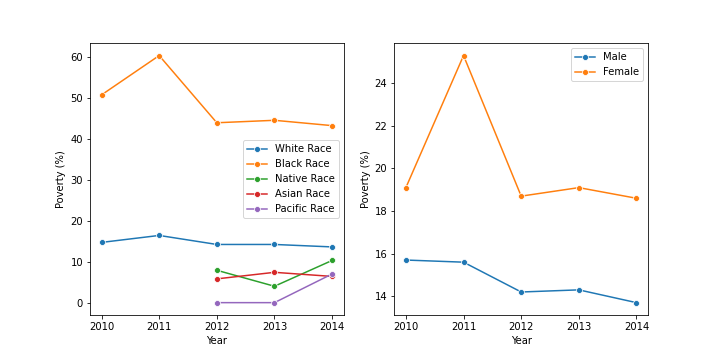 60
50
40
30
20
10
0
Poverty (%)
2010 2011 2012 2013 2014
Year
White Race
Black Race
Native Race
Asian Race
Pacific Race
24
22
20
18
16
14
Poverty (%)
2010 2011 2012 2013 2014
Year
Male
Female